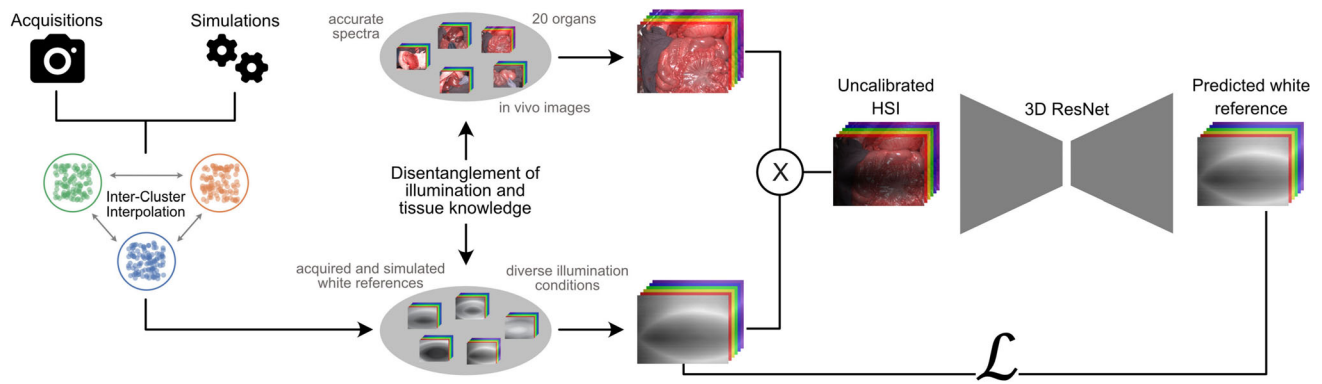 Acquisitions
Simulations
Inter-Cluster
Interpolation
accurate
spectra
20 organs
in vivo images
Disentanglement of
illumination and
tissue knowledge
acquired and simulated
white references
diverse illumination
conditions
X
Uncalibrated
HSI
3D ResNet
Predicted white
reference
ℒ